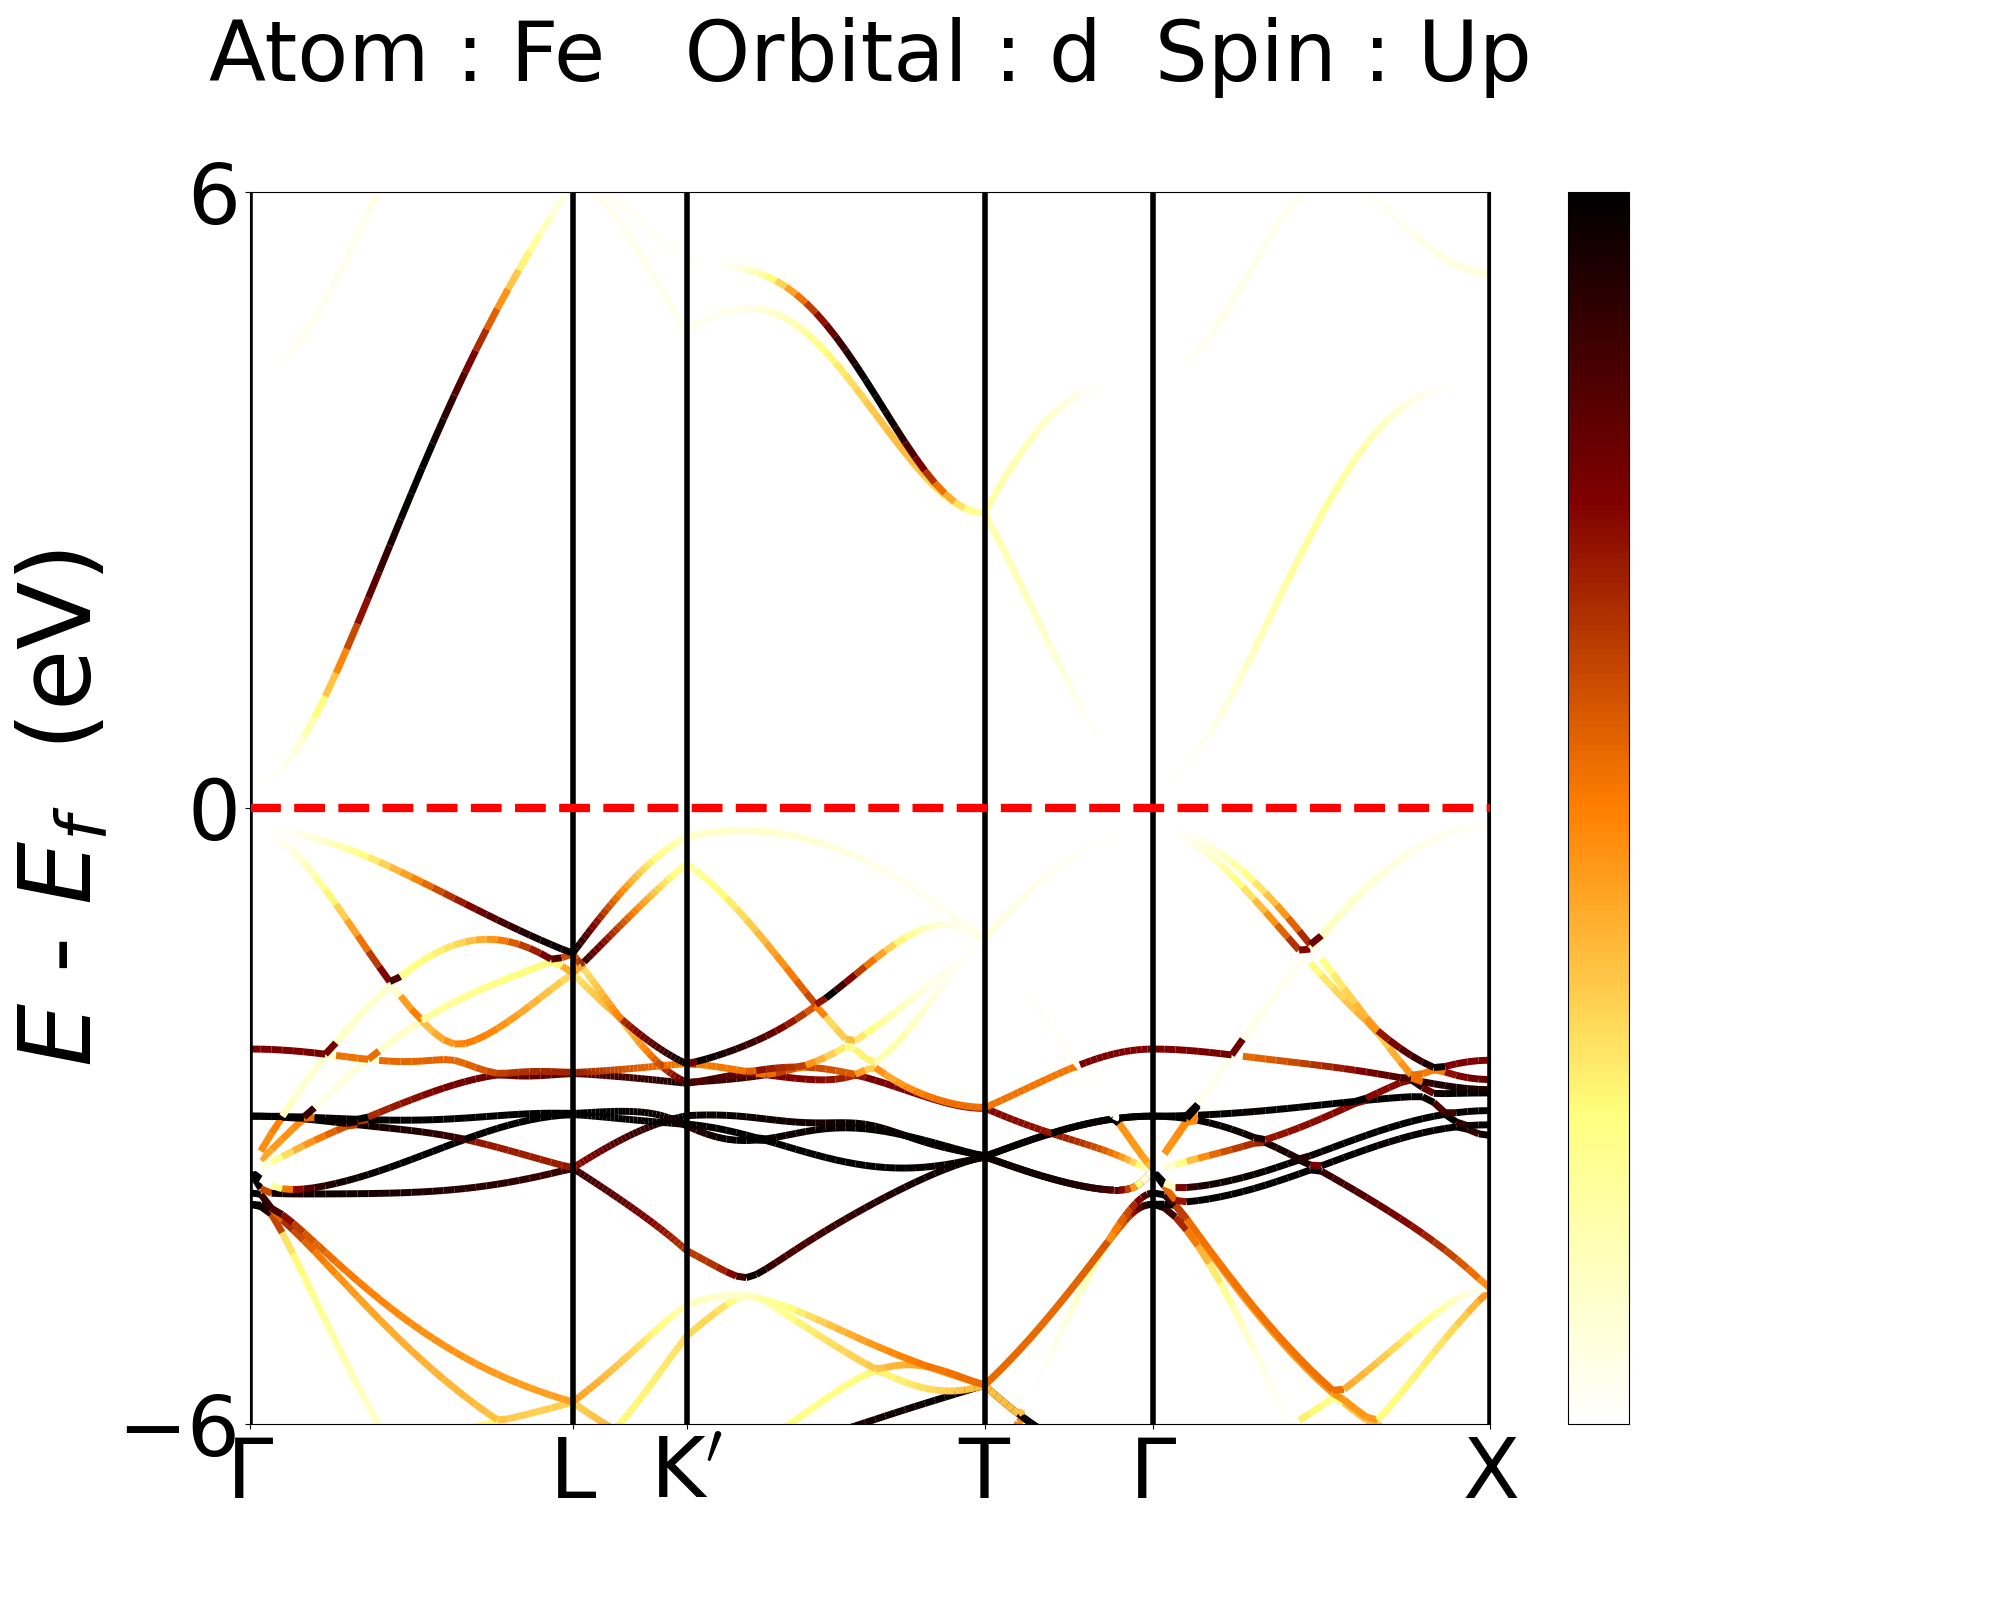 Atom : Fe   Orbital : d  Spin : Up
6
0
−6
E - E_f (eV)
Γ L K′ T Γ X